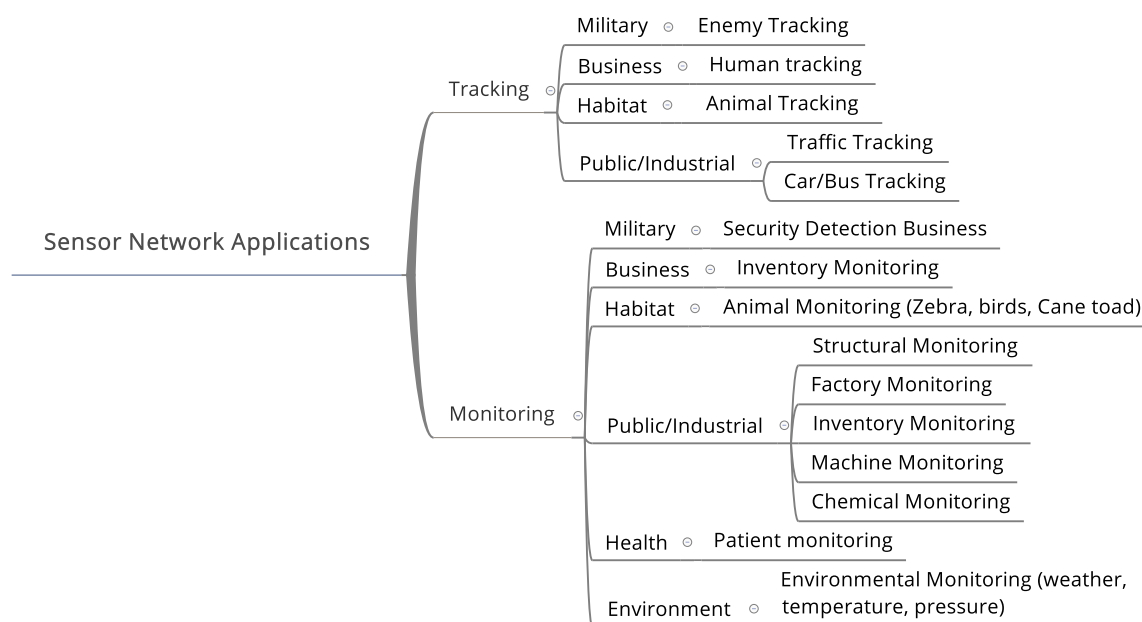 Sensor Network Applications
Tracking
Military
Enemy Tracking
Business
Human tracking
Habitat
Animal Tracking
Public/Industrial
Traffic Tracking
Car/Bus Tracking
Monitoring
Military
Security Detection Business
Business
Inventory Monitoring
Habitat
Animal Monitoring (Zebra, birds, Cane toad)
Public/Industrial
Structural Monitoring
Factory Monitoring
Inventory Monitoring
Machine Monitoring
Chemical Monitoring
Health
Patient monitoring
Environment
Environmental Monitoring (weather,
temperature, pressure)